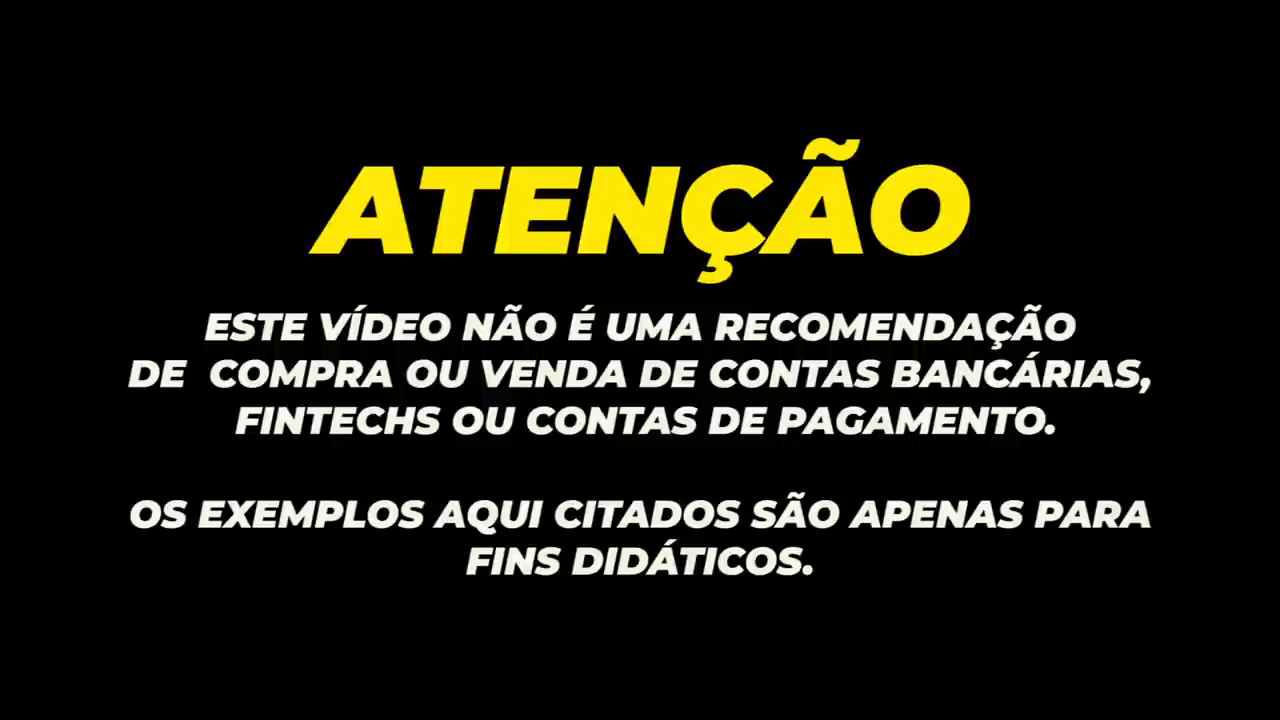 ATENÇÃO
ESTE VÍDEO NÃO É UMA RECOMENDAÇÃO
DE COMPRA OU VENDA DE CONTAS BANCÁRIAS,
FINTECHS OU CONTAS DE PAGAMENTO.
OS EXEMPLOS AQUI CITADOS SÃO APENAS PARA
FINS DIDÁTICOS.